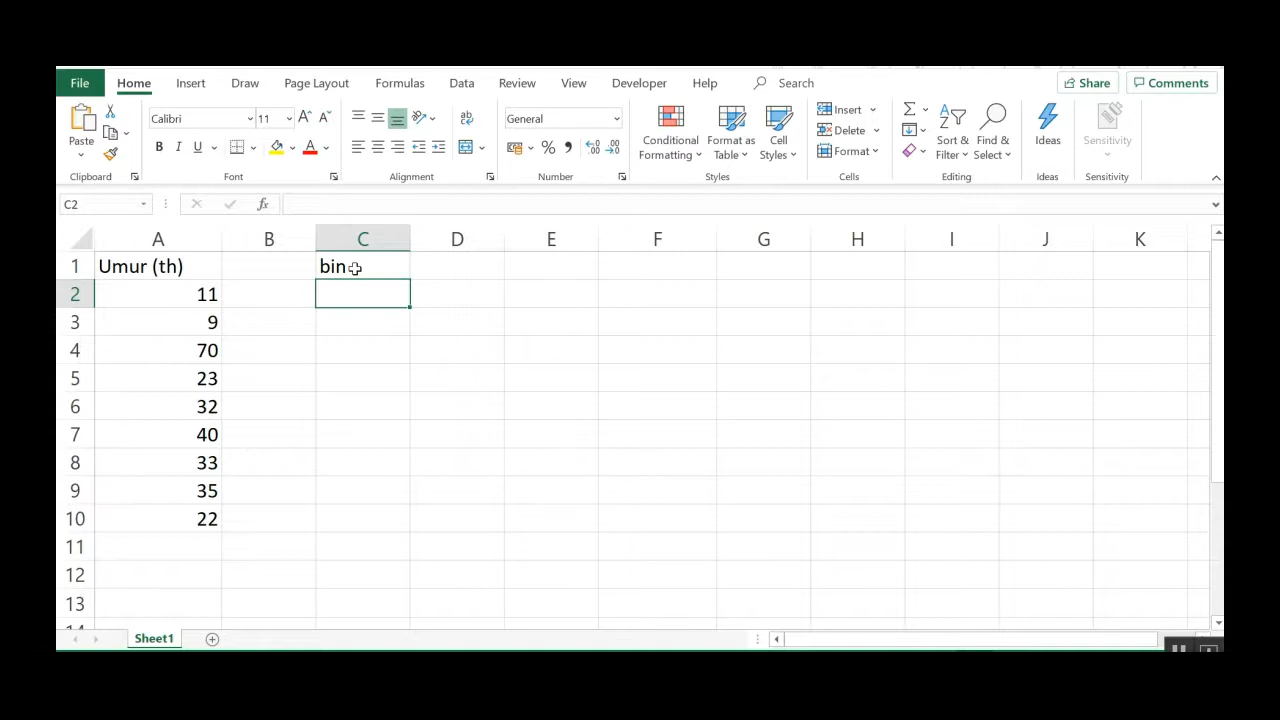 File Home Insert Draw Page Layout Formulas Data Review View Developer Help Search Share Comments
Calibri 11 A A General Insert Σ
Paste Conditional Format as Cell Delete Sort & Find & Ideas Sensitivity
B I U A ab % , Formatting Table Styles Format Filter Select
Clipboard Font Alignment Number Styles Cells Editing Ideas Sensitivity
C2 fx
A B C D E F G H I J K
1 Umur (th) bin
2 11
3 9
4 70
5 23
6 32
7 40
8 33
9 35
10 22
11
12
13
14
Sheet1